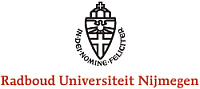 IN·DEI·NOMINE·FELICITER
Radboud Universiteit Nijmegen